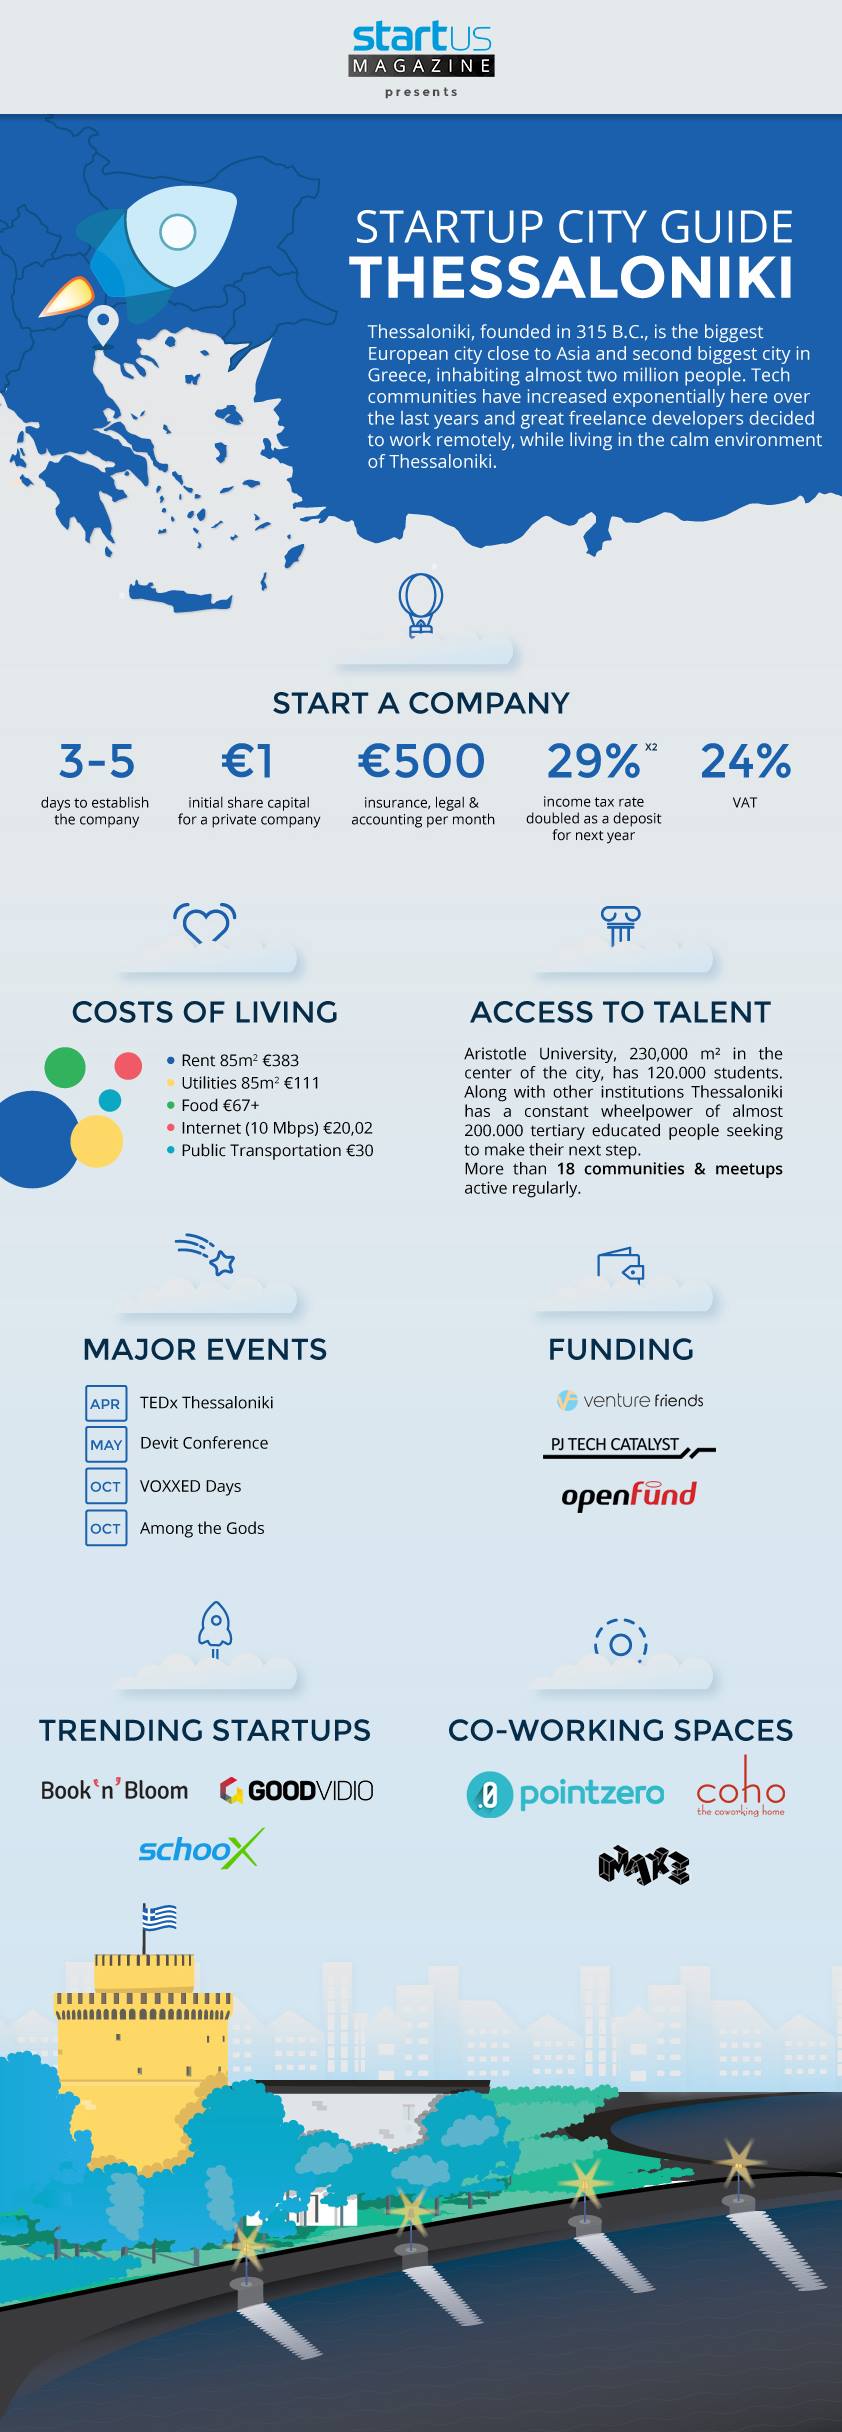 startus
MAGAZINE
presents
STARTUP CITY GUIDE
THESSALONIKI
Thessaloniki, founded in 315 B.C., is the biggest
European city close to Asia and second biggest city in
Greece, inhabiting almost two million people. Tech
communities have increased exponentially here over
the last years and great freelance developers decided
to work remotely, while living in the calm environment
of Thessaloniki.
START A COMPANY
3-5
days to establish
the company
€1
initial share capital
for a private company
€500
insurance, legal &
accounting per month
29% X2
income tax rate
doubled as a deposit
for next year
24%
VAT
COSTS OF LIVING
Rent 85m² €383
Utilities 85m² €111
Food €67+
Internet (10 Mbps) €20,02
Public Transportation €30
ACCESS TO TALENT
Aristotle University, 230,000 m² in the
center of the city, has 120.000 students.
Along with other institutions Thessaloniki
has a constant wheelpower of almost
200.000 tertiary educated people seeking
to make their next step.
More than 18 communities & meetups
active regularly.
MAJOR EVENTS
APR TEDx Thessaloniki
MAY Devit Conference
OCT VOXXED Days
OCT Among the Gods
FUNDING
venture friends
PJ TECH CATALYST
openfund
TRENDING STARTUPS
Book'n'Bloom
GOODVIDIO
schoox
CO-WORKING SPACES
.0 pointzero
coho
the coworking home
iMAKE